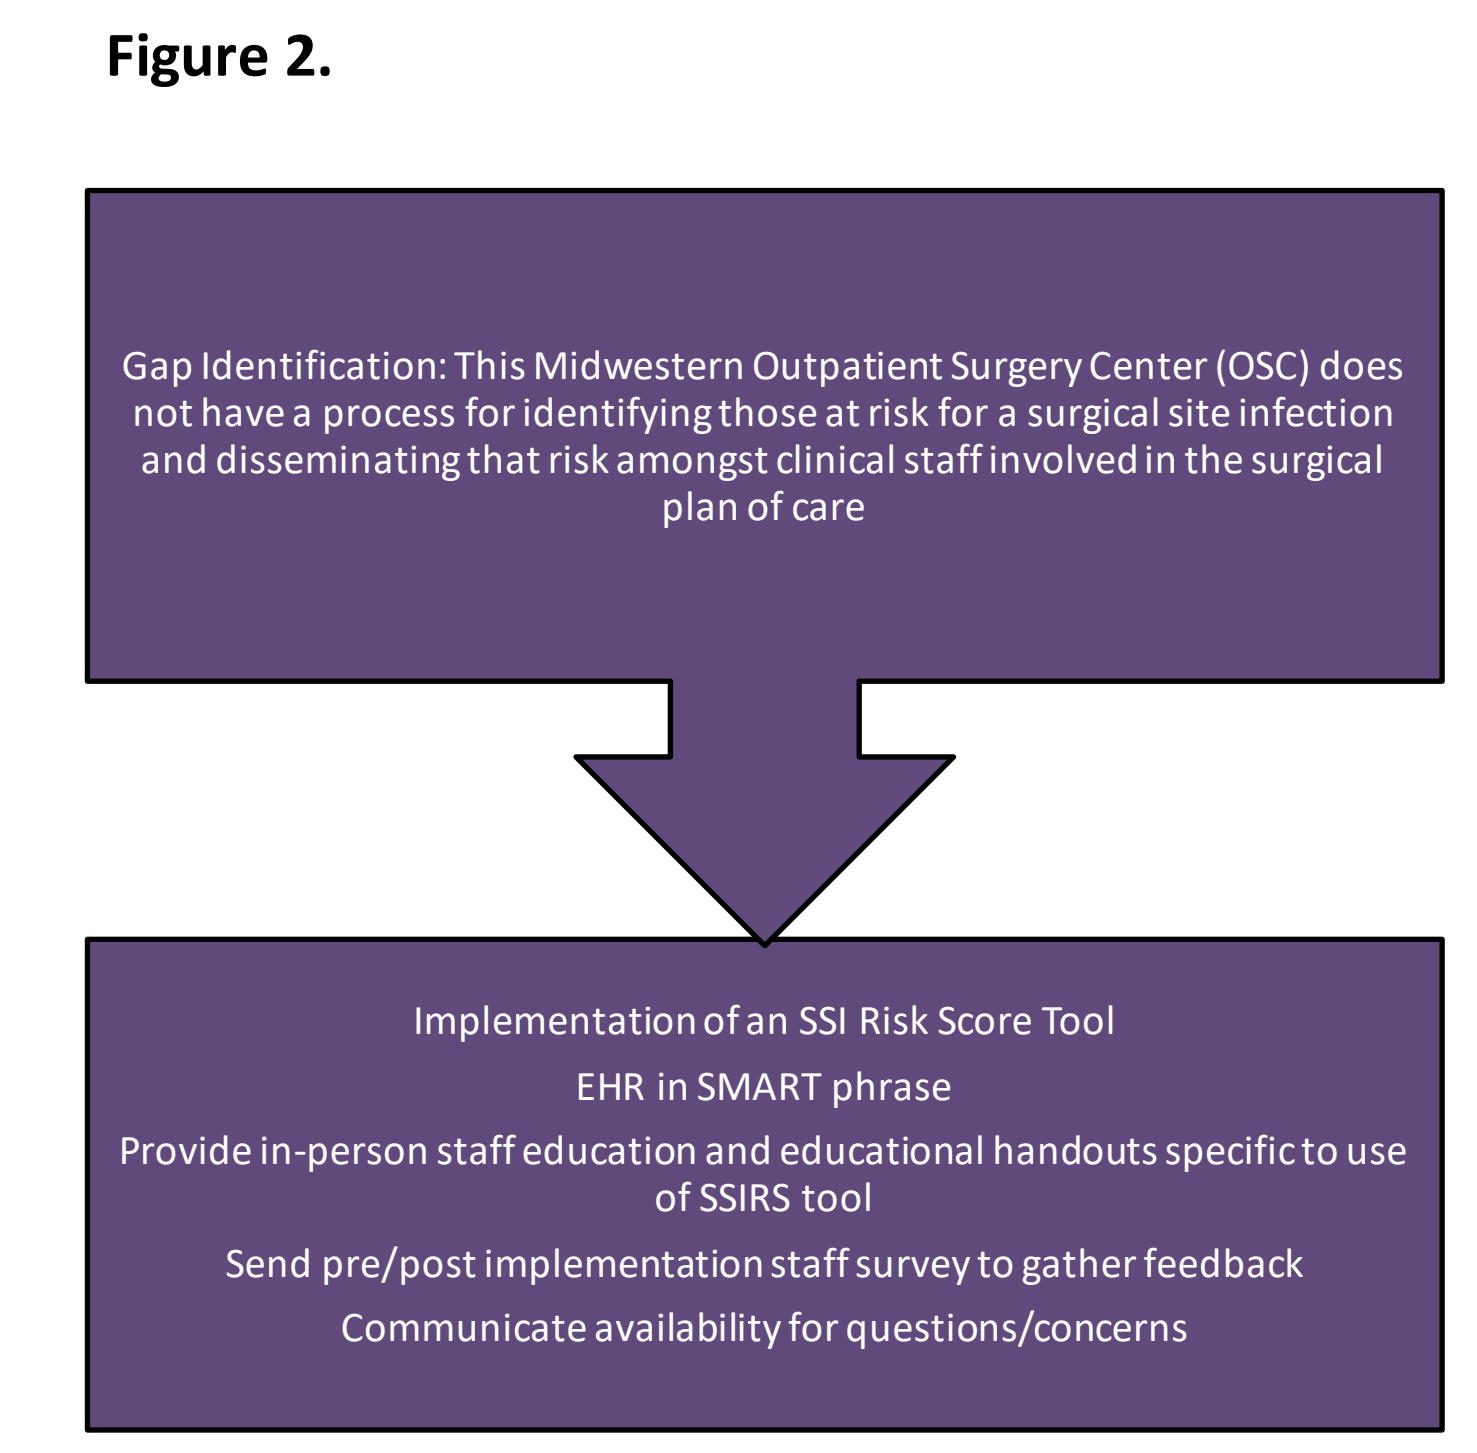 Figure 2.
Gap Identification: This Midwestern Outpatient Surgery Center (OSC) does
not have a process for identifying those at risk for a surgical site infection
and disseminating that risk amongst clinical staff involved in the surgical
plan of care
Implementation of an SSI Risk Score Tool
EHR in SMART phrase
Provide in-person staff education and educational handouts specific to use
of SSIRS tool
Send pre/post implementation staff survey to gather feedback
Communicate availability for questions/concerns